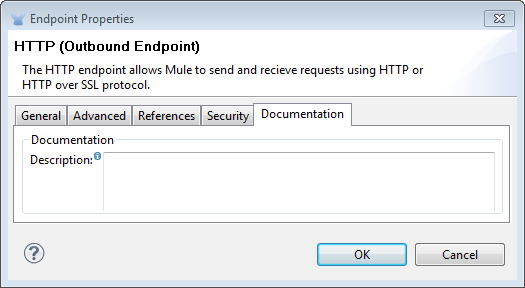 Endpoint Properties
HTTP (Outbound Endpoint)
The HTTP endpoint allows Mule to send and recieve requests using HTTP or
HTTP over SSL protocol.
General Advanced References Security Documentation
Documentation
Description:
OK Cancel